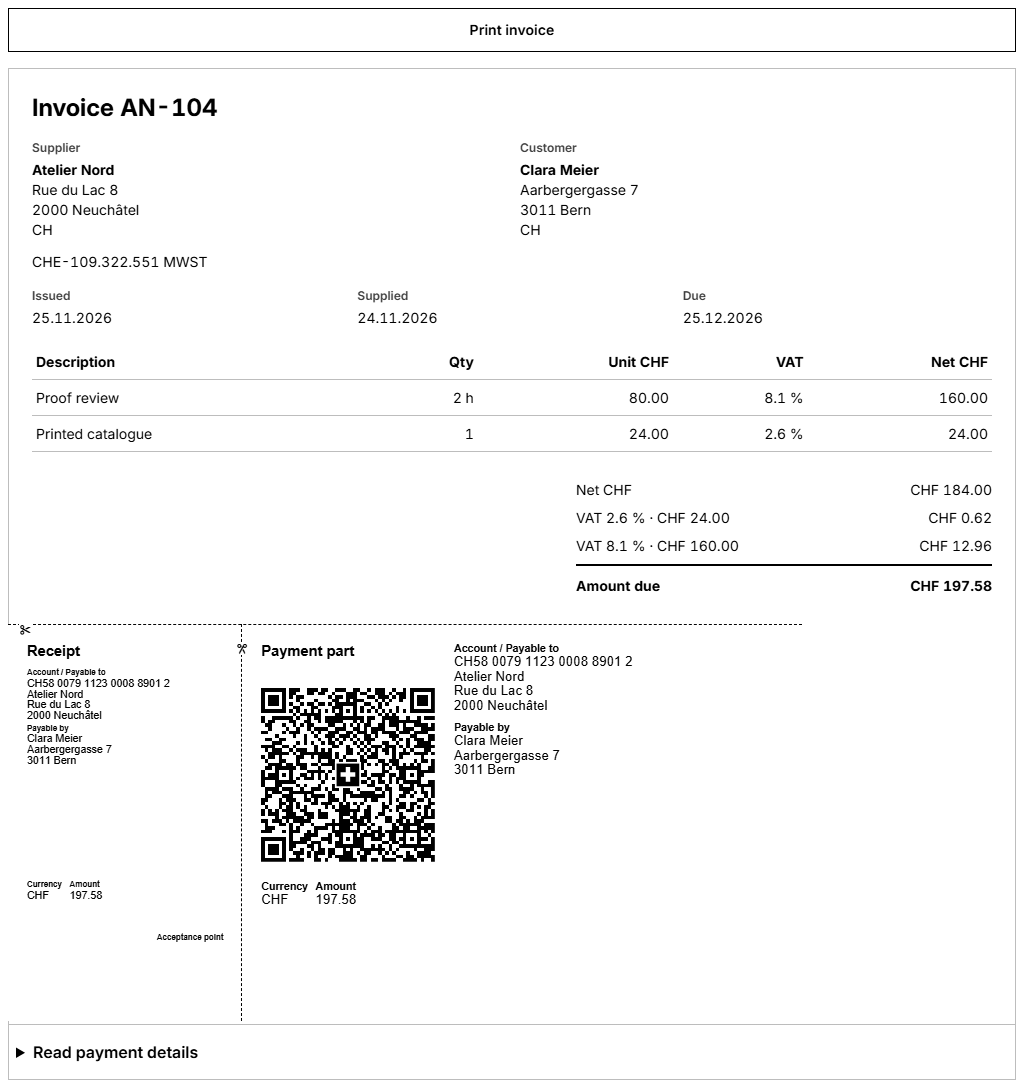 Print invoice
Invoice AN-104
Supplier
Atelier Nord
Rue du Lac 8
2000 Neuchâtel
CH
CHE-109.322.551 MWST
Customer
Clara Meier
Aarbergergasse 7
3011 Bern
CH
Issued
25.11.2026
Supplied
24.11.2026
Due
25.12.2026
Description Qty Unit CHF VAT Net CHF
Proof review 2 h 80.00 8.1 % 160.00
Printed catalogue 1 24.00 2.6 % 24.00
Net CHF CHF 184.00
VAT 2.6 % · CHF 24.00 CHF 0.62
VAT 8.1 % · CHF 160.00 CHF 12.96
Amount due CHF 197.58
Receipt
Account / Payable to
CH58 0079 1123 0008 8901 2
Atelier Nord
Rue du Lac 8
2000 Neuchâtel
Payable by
Clara Meier
Aarbergergasse 7
3011 Bern
Currency Amount
CHF 197.58
Acceptance point
Payment part
Currency Amount
CHF 197.58
Account / Payable to
CH58 0079 1123 0008 8901 2
Atelier Nord
Rue du Lac 8
2000 Neuchâtel
Payable by
Clara Meier
Aarbergergasse 7
3011 Bern
Read payment details